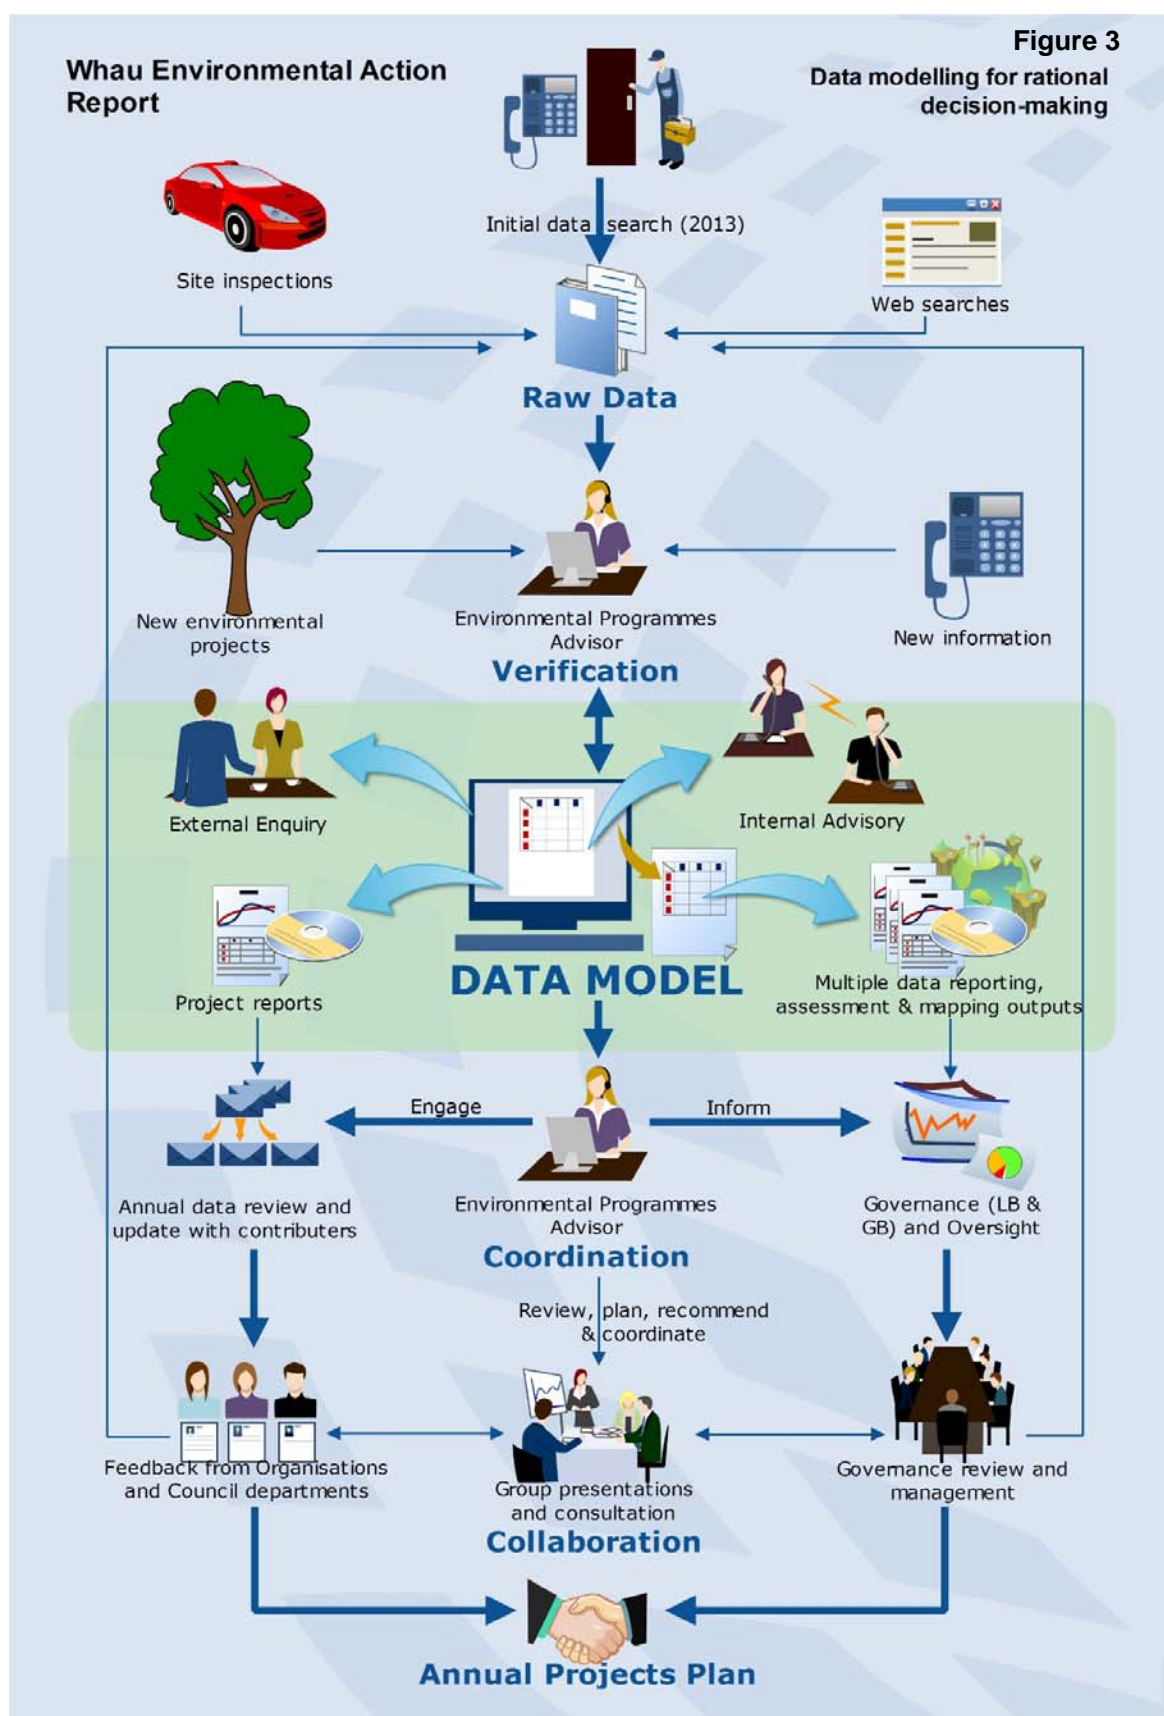 Figure 3
Whau Environmental Action
Report
Data modelling for rational
decision-making
Initial data search (2013)
Site inspections
Web searches
Raw Data
New environmental
projects
Environmental Programmes
Advisor
New information
Verification
External Enquiry
Internal Advisory
DATA MODEL
Project reports
Multiple data reporting,
assessment & mapping outputs
Engage
Inform
Annual data review and
update with contributers
Environmental Programmes
Advisor
Governance (LB &
GB) and Oversight
Coordination
Review, plan, recommend
& coordinate
Feedback from Organisations
and Council departments
Group presentations
and consultation
Governance review and
management
Collaboration
Annual Projects Plan